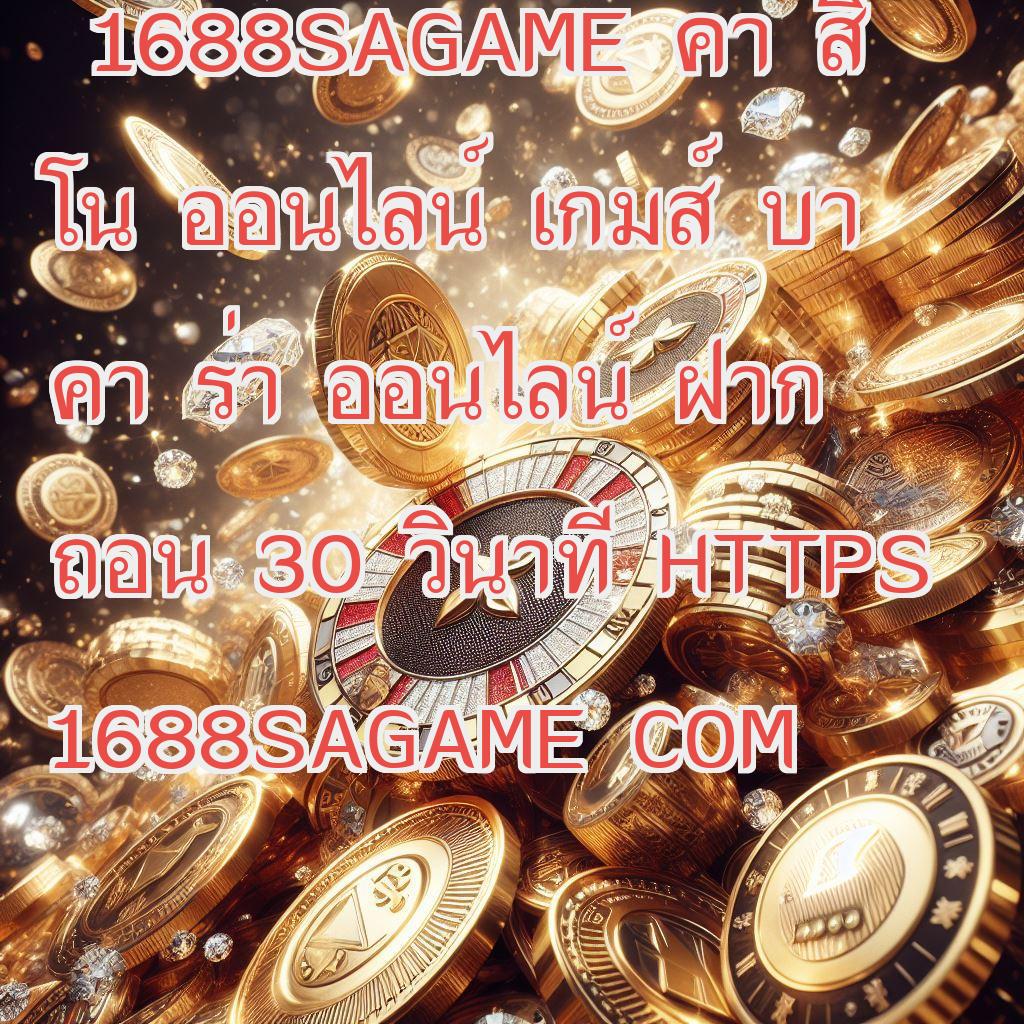 1688SAGAME คา สิ
โน ออนไลน์ เกมส์ บา
คา ร่า ออนไลน์ ฝาก
ถอน 30 วินาที HTTPS
1688SAGAME COM